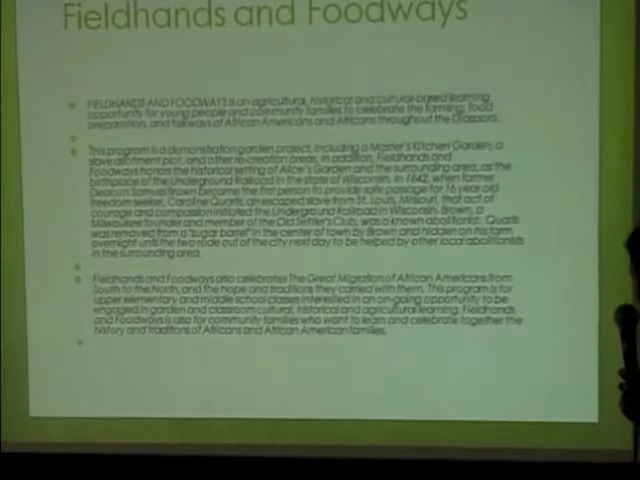 Fieldhands and Foodways
FIELDHANDS AND FOODWAYS is an agricultural, historical and cultural-based learning
opportunity for young people and community families to celebrate the farming, food
preparation, and folkways of African Americans and Africans throughout the Diaspora.
This program is a demonstration garden project, including a Master's Kitchen Garden, a
slave allotment plot, and other re-creation areas. In addition, Fieldhands and
Foodways honors the historical setting of Alice's Garden and the surrounding area, as the
birthplace of the Underground Railroad in the state of Wisconsin. In 1842, when farmer
Deacon Samuel Brown became the first person to provide safe passage for 16 year old
freedom seeker, Caroline Quarlls, an escaped slave from St. Louis, Missouri, that act of
courage and compassion initiated the Underground Railroad in Wisconsin. Brown, a
Milwaukee founder and member of the Old Settler's Club, was a known abolitionist. Quarlls
was removed from a "sugar barrel" in the center of town by Brown and hidden on his farm
overnight until the two rode out of the city next day to be helped by other local abolitionists
in the surrounding area.
Fieldhands and Foodways also celebrates The Great Migration of African Americans from
South to the North, and the hope and traditions they carried with them. This program is for
upper elementary and middle school classes interested in an on-going opportunity to be
engaged in garden and classroom cultural, historical and agricultural learning. Fieldhands
and Foodways is also for community families who want to learn and celebrate together the
history and traditions of Africans and African American families.